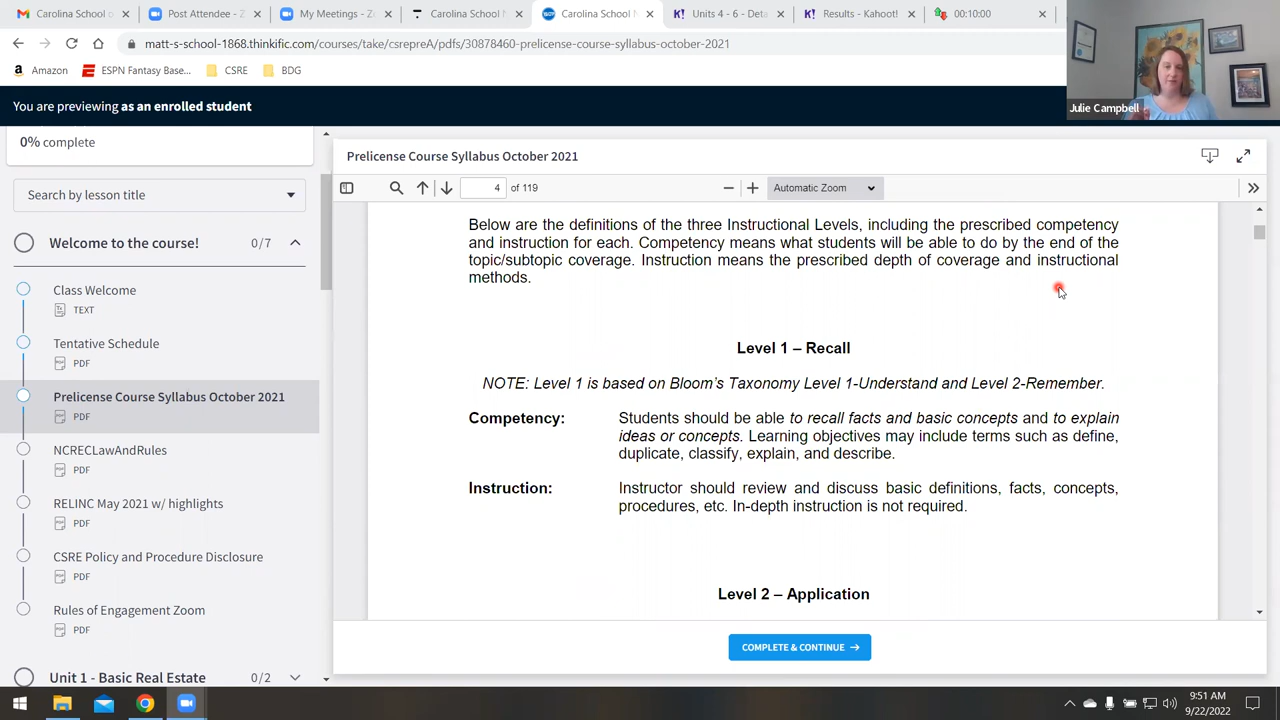 Carolina School o
Post Attendee - Z
My Meetings - Z
Carolina School N
Carolina School N
Units 4 - 6 - Deta
Results - Kahoot!
00:10:00
matt-s-school-1868.thinkific.com/courses/take/csrepreA/pdfs/30878460-prelicense-course-syllabus-october-2021
Amazon
ESPN Fantasy Base...
CSRE
BDG
Julie Campbell
You are previewing as an enrolled student
0% complete
Search by lesson title
Welcome to the course! 0/7
Class Welcome
TEXT
Tentative Schedule
PDF
Prelicense Course Syllabus October 2021
PDF
NCRECLawAndRules
PDF
RELINC May 2021 w/ highlights
PDF
CSRE Policy and Procedure Disclosure
PDF
Rules of Engagement Zoom
PDF
Unit 1 - Basic Real Estate 0/2
Prelicense Course Syllabus October 2021
4 of 119
Automatic Zoom
Below are the definitions of the three Instructional Levels, including the prescribed competency
and instruction for each. Competency means what students will be able to do by the end of the
topic/subtopic coverage. Instruction means the prescribed depth of coverage and instructional
methods.
Level 1 – Recall
NOTE: Level 1 is based on Bloom's Taxonomy Level 1-Understand and Level 2-Remember.
Competency: Students should be able to recall facts and basic concepts and to explain
ideas or concepts. Learning objectives may include terms such as define,
duplicate, classify, explain, and describe.
Instruction: Instructor should review and discuss basic definitions, facts, concepts,
procedures, etc. In-depth instruction is not required.
Level 2 – Application
COMPLETE & CONTINUE
9:51 AM
9/22/2022